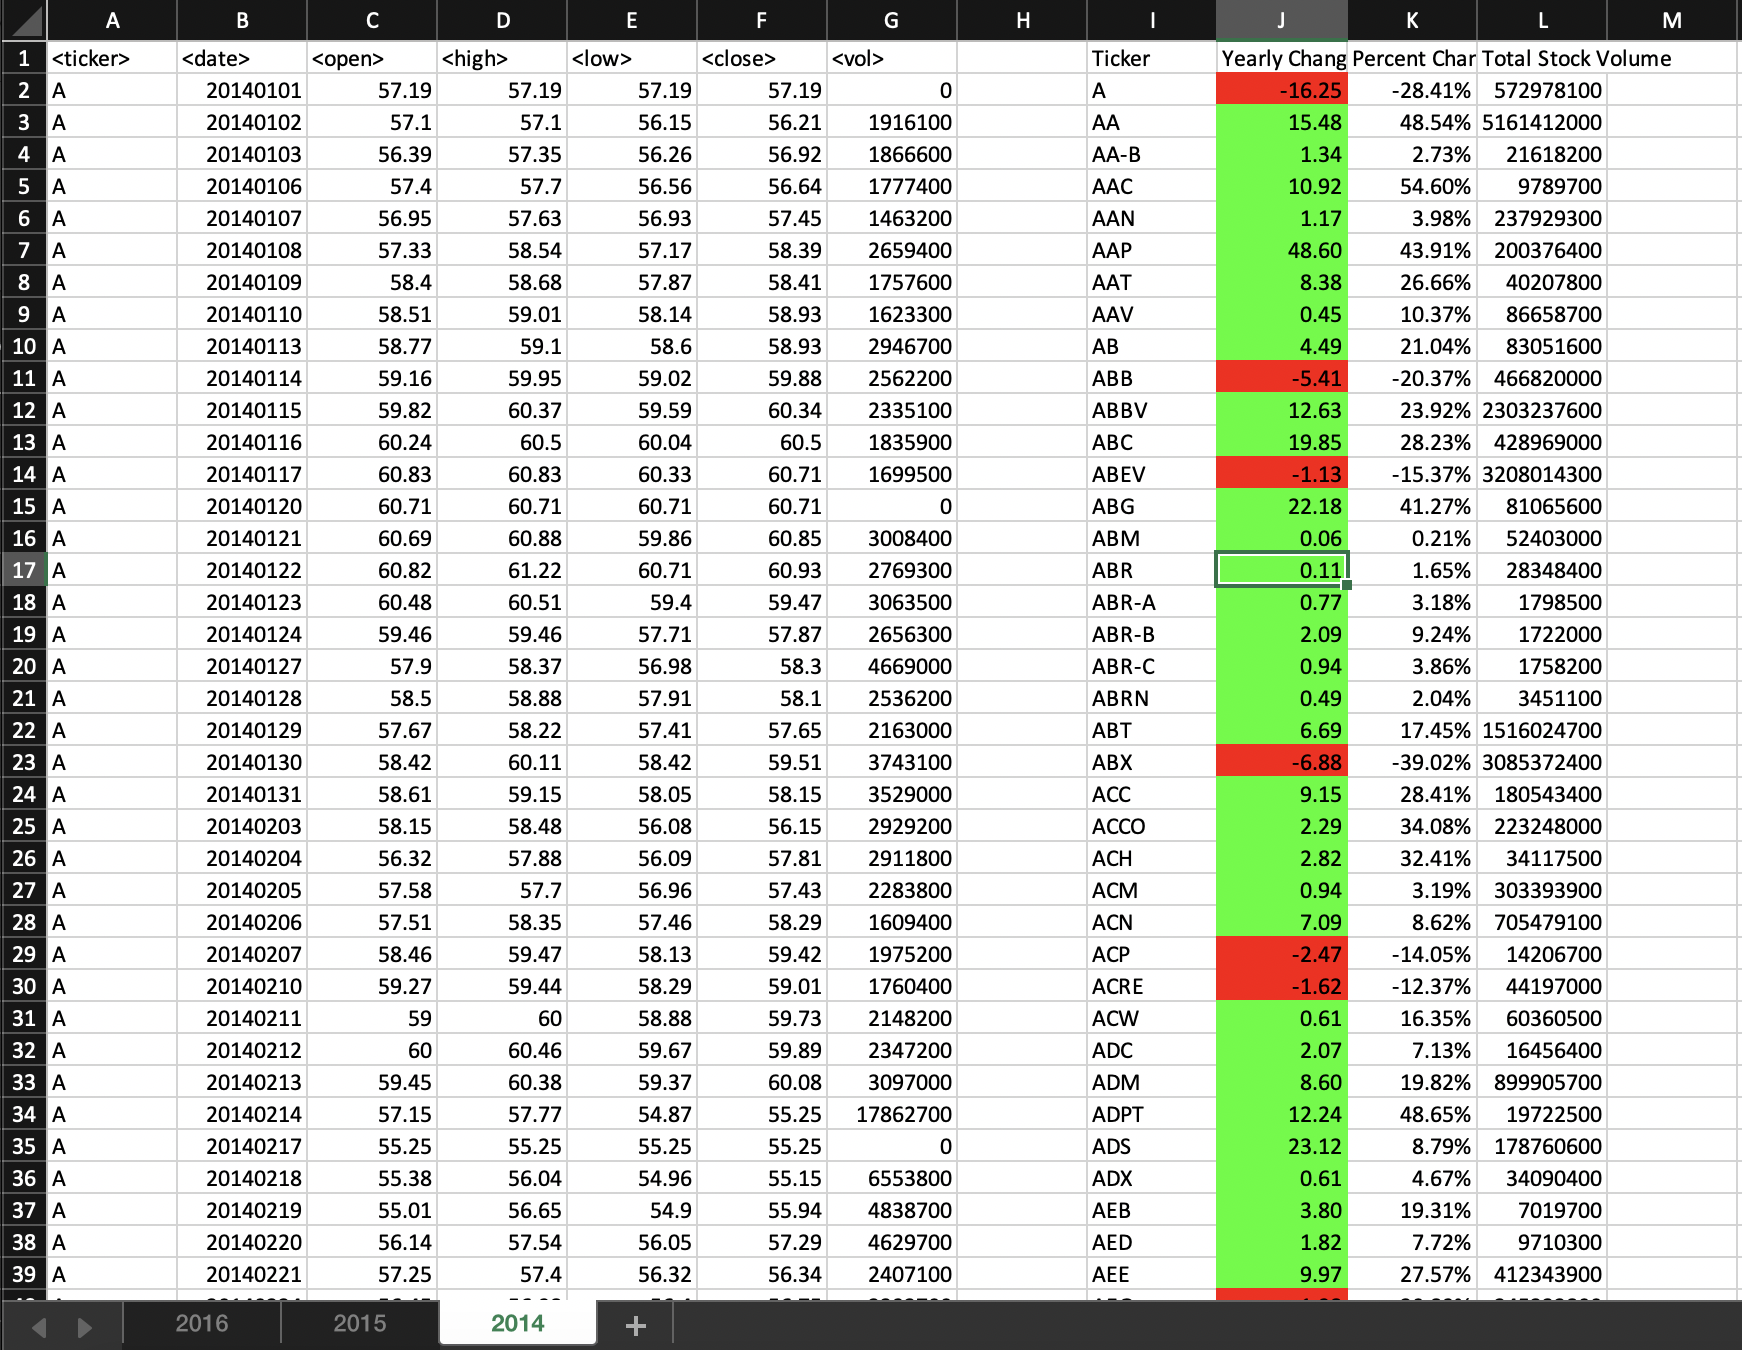 A B C D E F G H I J K L M
1 <ticker> <date> <open> <high> <low> <close> <vol> Ticker Yearly Chang Percent Char Total Stock Volume
2 A 20140101 57.19 57.19 57.19 57.19 0 A -16.25 -28.41% 572978100
3 A 20140102 57.1 57.1 56.15 56.21 1916100 AA 15.48 48.54% 5161412000
4 A 20140103 56.39 57.35 56.26 56.92 1866600 AA-B 1.34 2.73% 21618200
5 A 20140106 57.4 57.7 56.56 56.64 1777400 AAC 10.92 54.60% 9789700
6 A 20140107 56.95 57.63 56.93 57.45 1463200 AAN 1.17 3.98% 237929300
7 A 20140108 57.33 58.54 57.17 58.39 2659400 AAP 48.60 43.91% 200376400
8 A 20140109 58.4 58.68 57.87 58.41 1757600 AAT 8.38 26.66% 40207800
9 A 20140110 58.51 59.01 58.14 58.93 1623300 AAV 0.45 10.37% 86658700
10 A 20140113 58.77 59.1 58.6 58.93 2946700 AB 4.49 21.04% 83051600
11 A 20140114 59.16 59.95 59.02 59.88 2562200 ABB -5.41 -20.37% 466820000
12 A 20140115 59.82 60.37 59.59 60.34 2335100 ABBV 12.63 23.92% 2303237600
13 A 20140116 60.24 60.5 60.04 60.5 1835900 ABC 19.85 28.23% 428969000
14 A 20140117 60.83 60.83 60.33 60.71 1699500 ABEV -1.13 -15.37% 3208014300
15 A 20140120 60.71 60.71 60.71 60.71 0 ABG 22.18 41.27% 81065600
16 A 20140121 60.69 60.88 59.86 60.85 3008400 ABM 0.06 0.21% 52403000
17 A 20140122 60.82 61.22 60.71 60.93 2769300 ABR 0.11 1.65% 28348400
18 A 20140123 60.48 60.51 59.4 59.47 3063500 ABR-A 0.77 3.18% 1798500
19 A 20140124 59.46 59.46 57.71 57.87 2656300 ABR-B 2.09 9.24% 1722000
20 A 20140127 57.9 58.37 56.98 58.3 4669000 ABR-C 0.94 3.86% 1758200
21 A 20140128 58.5 58.88 57.91 58.1 2536200 ABRN 0.49 2.04% 3451100
22 A 20140129 57.67 58.22 57.41 57.65 2163000 ABT 6.69 17.45% 1516024700
23 A 20140130 58.42 60.11 58.42 59.51 3743100 ABX -6.88 -39.02% 3085372400
24 A 20140131 58.61 59.15 58.05 58.15 3529000 ACC 9.15 28.41% 180543400
25 A 20140203 58.15 58.48 56.08 56.15 2929200 ACCO 2.29 34.08% 223248000
26 A 20140204 56.32 57.88 56.09 57.81 2911800 ACH 2.82 32.41% 34117500
27 A 20140205 57.58 57.7 56.96 57.43 2283800 ACM 0.94 3.19% 303393900
28 A 20140206 57.51 58.35 57.46 58.29 1609400 ACN 7.09 8.62% 705479100
29 A 20140207 58.46 59.47 58.13 59.42 1975200 ACP -2.47 -14.05% 14206700
30 A 20140210 59.27 59.44 58.29 59.01 1760400 ACRE -1.62 -12.37% 44197000
31 A 20140211 59 60 58.88 59.73 2148200 ACW 0.61 16.35% 60360500
32 A 20140212 60 60.46 59.67 59.89 2347200 ADC 2.07 7.13% 16456400
33 A 20140213 59.45 60.38 59.37 60.08 3097000 ADM 8.60 19.82% 899905700
34 A 20140214 57.15 57.77 54.87 55.25 17862700 ADPT 12.24 48.65% 19722500
35 A 20140217 55.25 55.25 55.25 55.25 0 ADS 23.12 8.79% 178760600
36 A 20140218 55.38 56.04 54.96 55.15 6553800 ADX 0.61 4.67% 34090400
37 A 20140219 55.01 56.65 54.9 55.94 4838700 AEB 3.80 19.31% 7019700
38 A 20140220 56.14 57.54 56.05 57.29 4629700 AED 1.82 7.72% 9710300
39 A 20140221 57.25 57.4 56.32 56.34 2407100 AEE 9.97 27.57% 412343900
2016 2015 2014 +